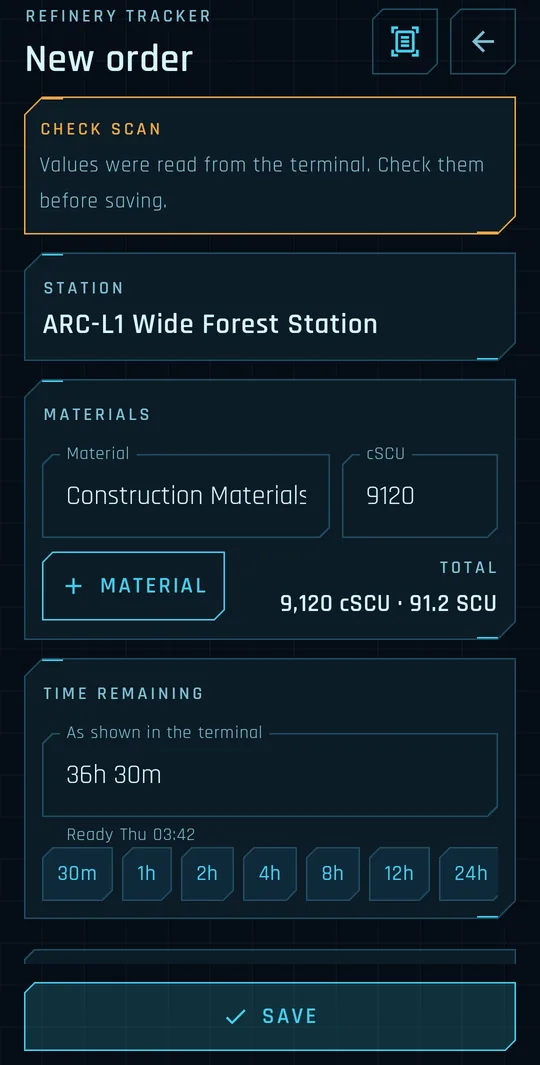 REFINERY TRACKER
New order
CHECK SCAN
Values were read from the terminal. Check them
before saving.
STATION
ARC-L1 Wide Forest Station
MATERIALS
Material
cSCU
Construction Materials
9120
+ MATERIAL
TOTAL
9,120 cSCU · 91.2 SCU
TIME REMAINING
As shown in the terminal
36h 30m
Ready Thu 03:42
30m 1h 2h 4h 8h 12h 24h
SAVE